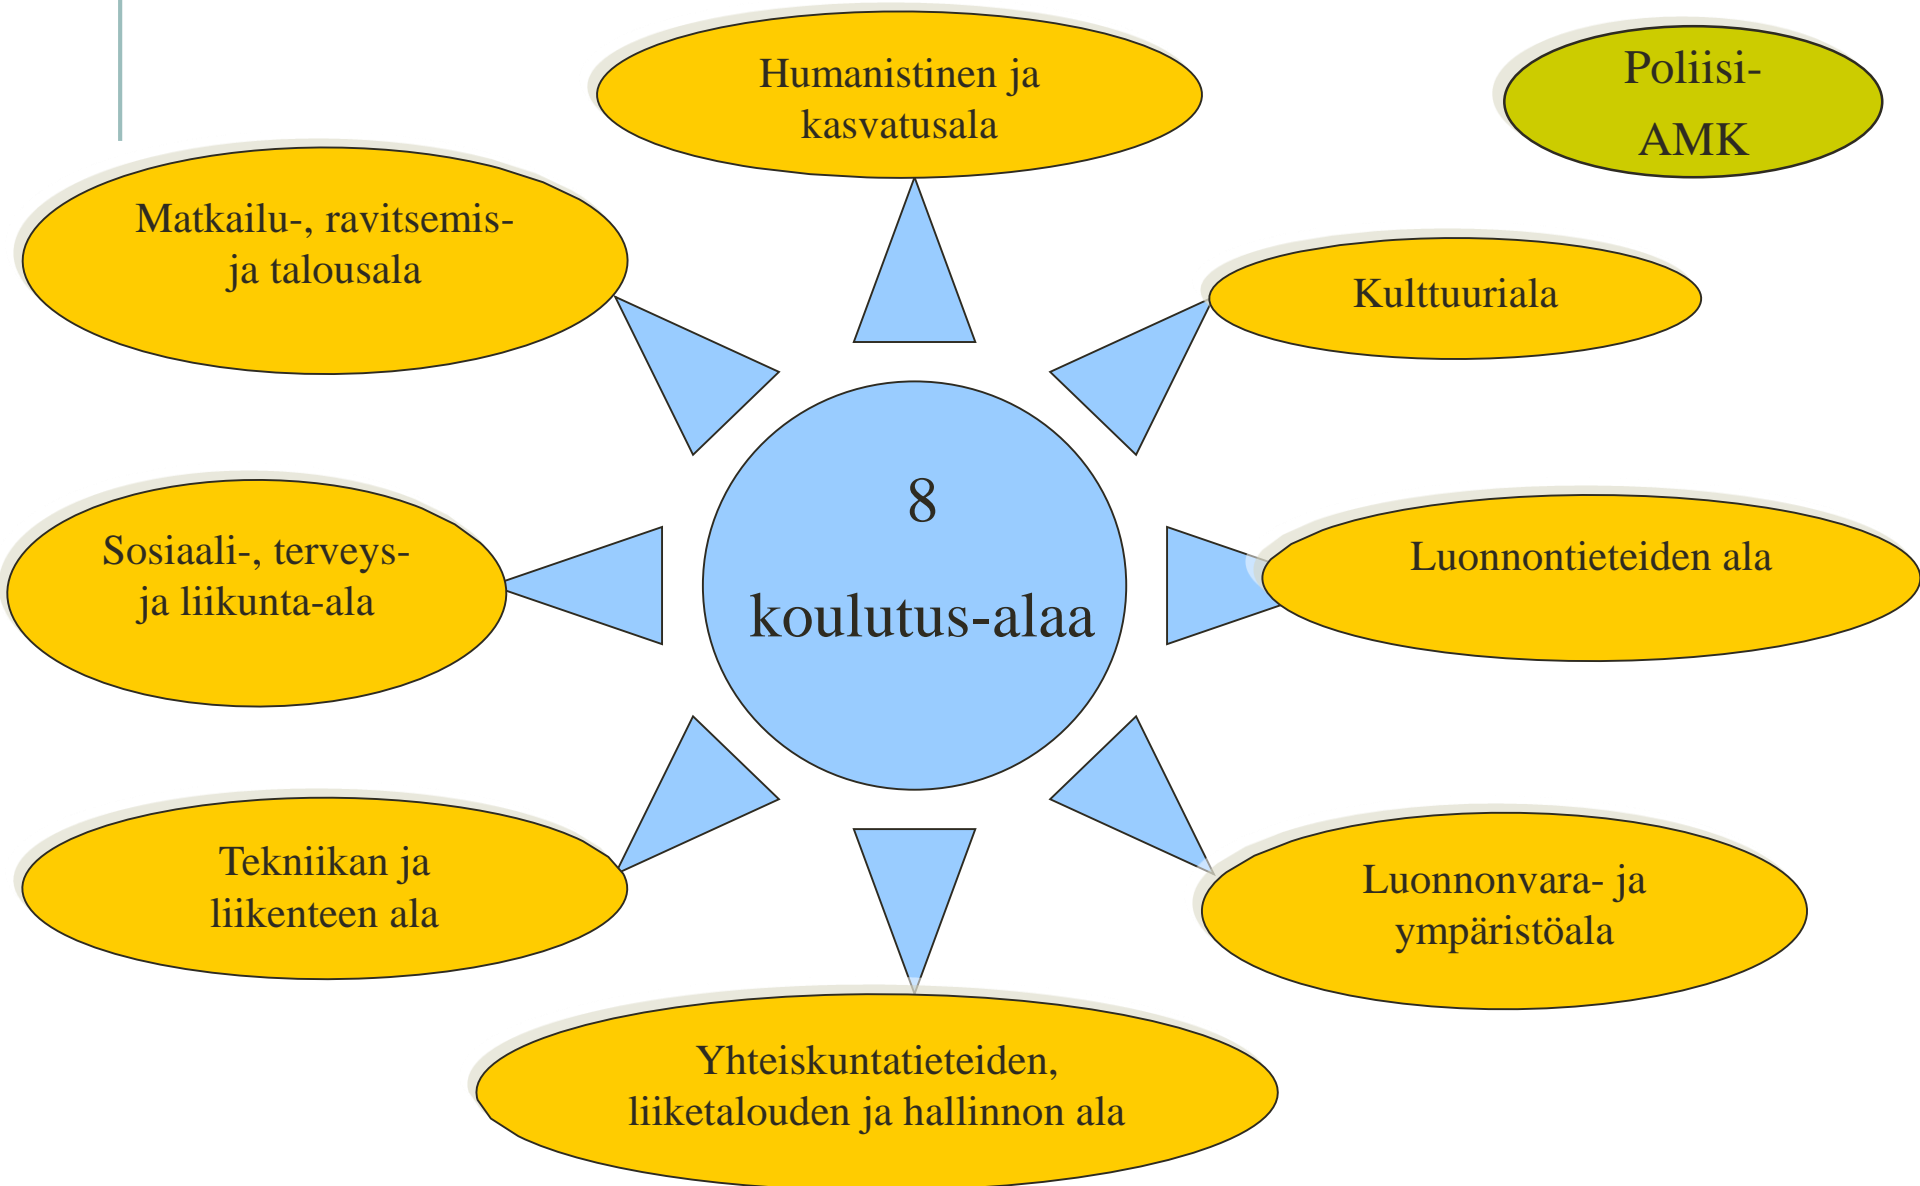 Humanistinen ja
kasvatusala
Poliisi-
AMK
Matkailu-, ravitsemis-
ja talousala
Kulttuuriala
8
koulutus-alaa
Sosiaali-, terveys-
ja liikunta-ala
Luonnontieteiden ala
Tekniikan ja
liikenteen ala
Luonnonvara- ja
ympäristöala
Yhteiskuntatieteiden,
liiketalouden ja hallinnon ala